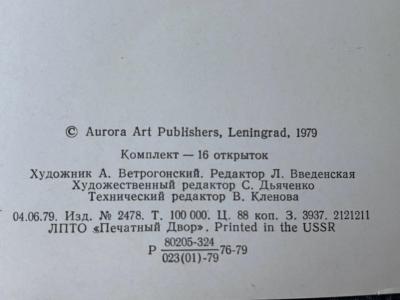 © Aurora Art Publishers, Leningrad, 1979
Комплект — 16 открыток
Художник А. Ветрогонский. Редактор Л. Введенская
Художественный редактор С. Дьяченко
Технический редактор В. Кленова
04.06.79. Изд. № 2478. Т. 100 000. Ц. 88 коп. З. 3937. 2121211
ЛПТО «Печатный Двор». Printed in the USSR
Р 80205-324 76-79
023(01)-79